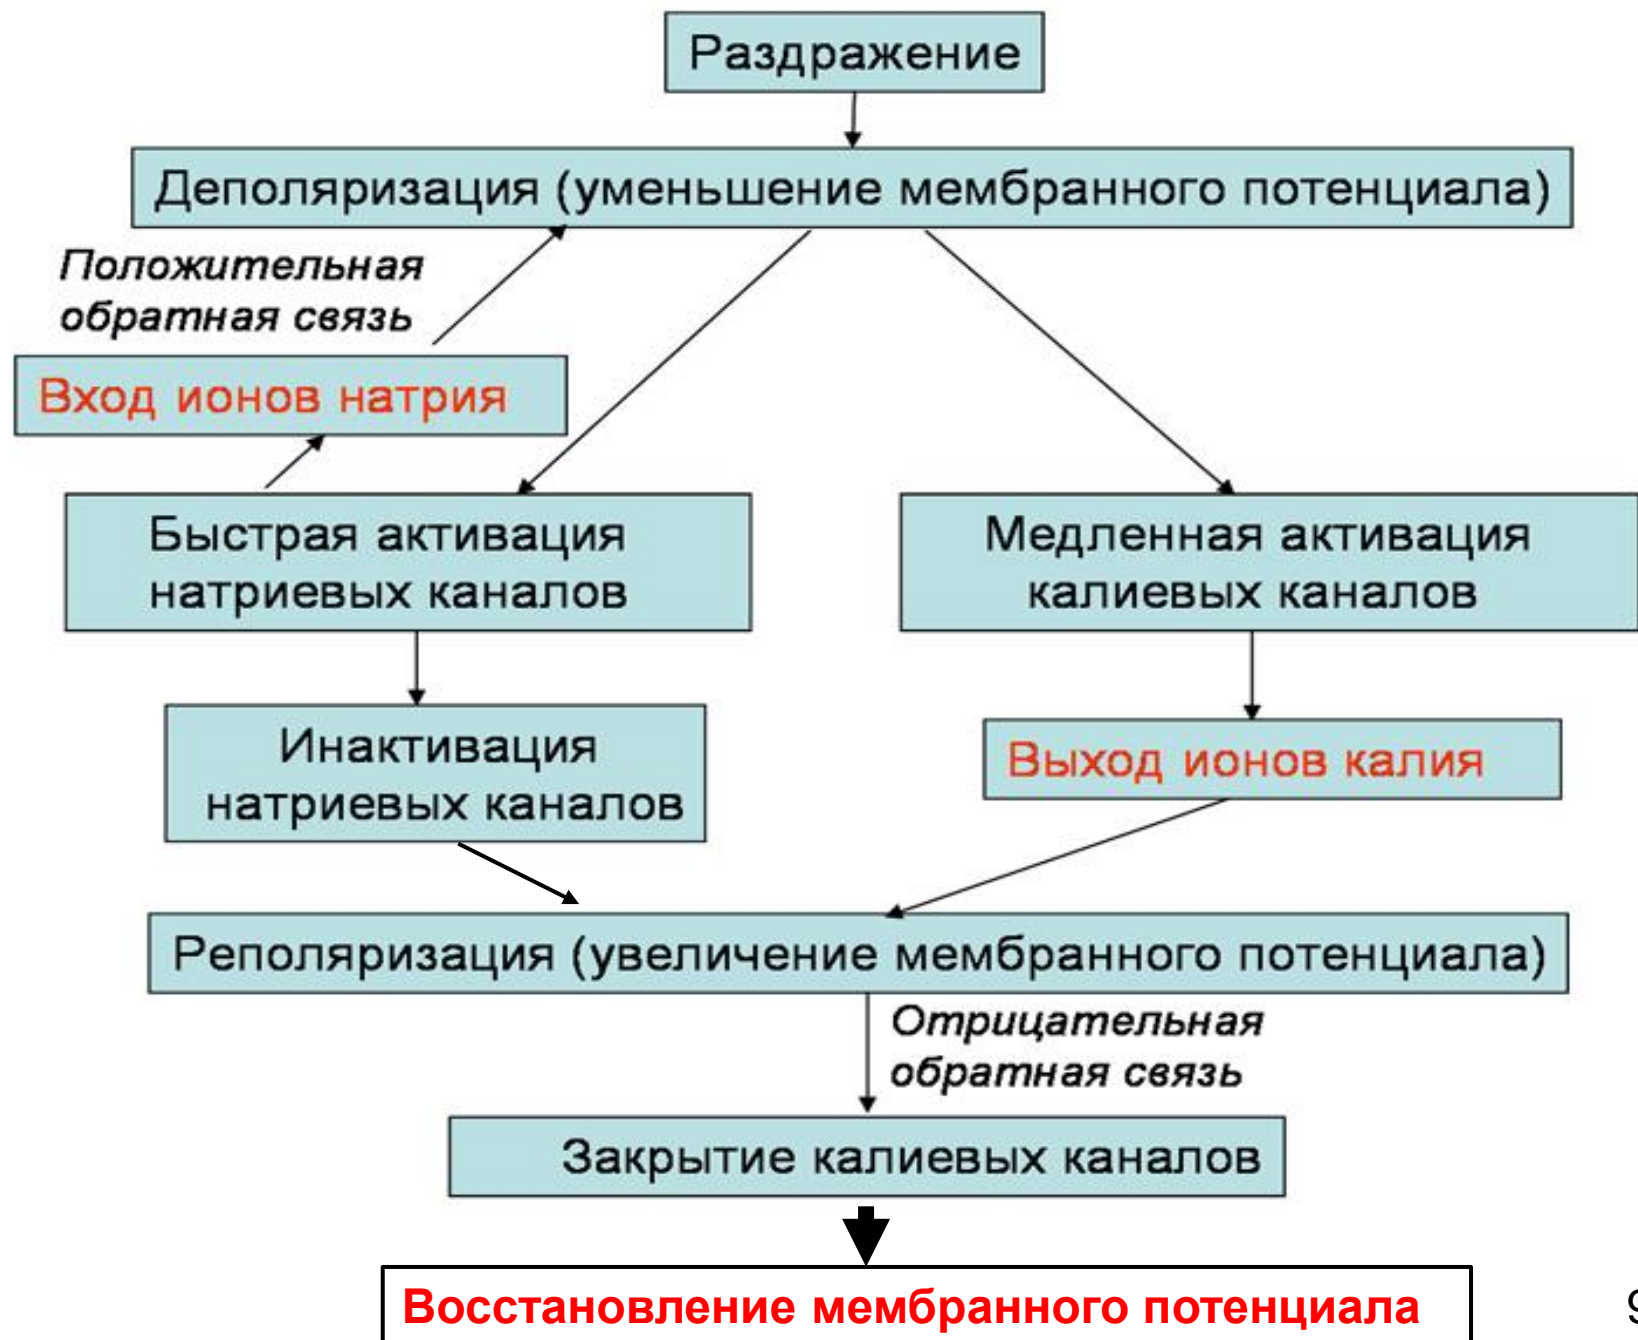 Раздражение
Деполяризация (уменьшение мембранного потенциала)
Положительная
обратная связь
Вход ионов натрия
Быстрая активация
натриевых каналов
Медленная активация
калиевых каналов
Инактивация
натриевых каналов
Выход ионов калия
Реполяризация (увеличение мембранного потенциала)
Отрицательная
обратная связь
Закрытие калиевых каналов
Восстановление мембранного потенциала
9